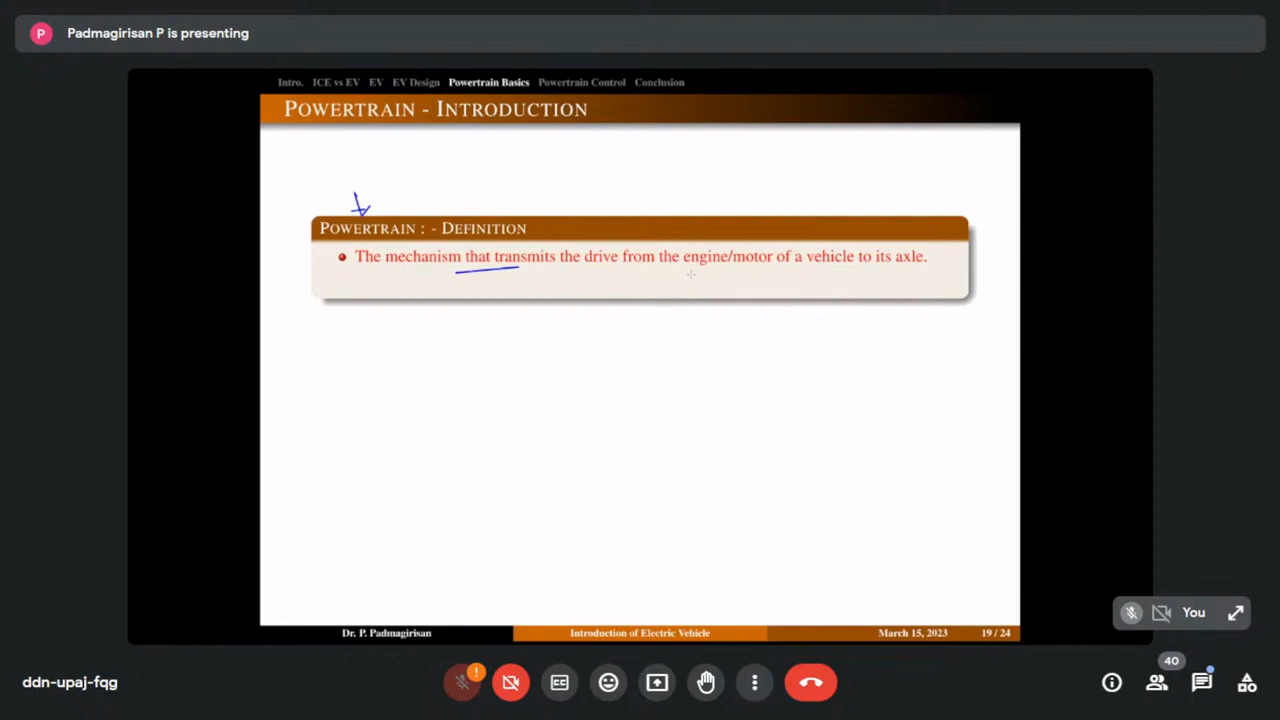 P
Padmagirisan P is presenting
Intro. ICE vs EV EV EV Design Powertrain Basics Powertrain Control Conclusion
POWERTRAIN - INTRODUCTION
POWERTRAIN : - DEFINITION
The mechanism that transmits the drive from the engine/motor of a vehicle to its axle.
You
Dr. P. Padmagirisan Introduction of Electric Vehicle March 15, 2023 19 / 24
ddn-upaj-fqg
!
CC
40